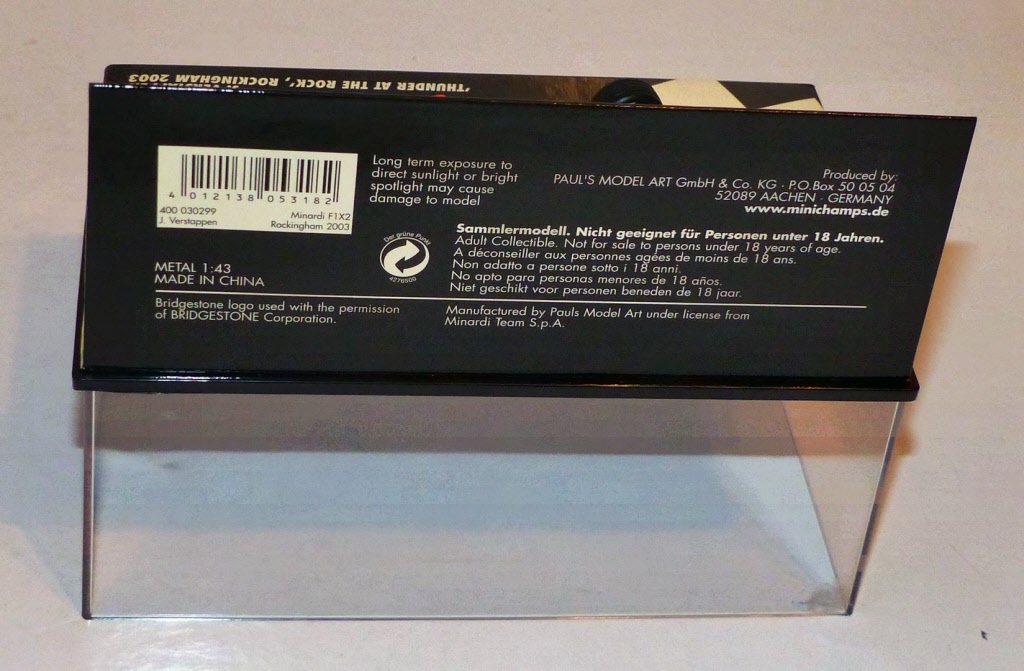 'THUNDER AT THE ROCK', ROCKINGHAM 2003
4 012138 053182
400 030299
J. Verstappen
Minardi F1X2
Rockingham 2003
Long term exposure to
direct sunlight or bright
spotlight may cause
damage to model
Produced by:
PAUL'S MODEL ART GmbH & Co. KG · P.O.Box 50 05 04
52089 AACHEN · GERMANY
www.minichamps.de
METAL 1:43
MADE IN CHINA
Der grüne Punkt
4276500
Sammlermodell. Nicht geeignet für Personen unter 18 Jahren.
Adult Collectible. Not for sale to persons under 18 years of age.
A déconseiller aux personnes agées de moins de 18 ans.
Non adatto a persone sotto i 18 anni.
No apto para personas menores de 18 años.
Niet geschikt voor personen beneden de 18 jaar.
Bridgestone logo used with the permission
of BRIDGESTONE Corporation.
Manufactured by Pauls Model Art under license from
Minardi Team S.p.A.